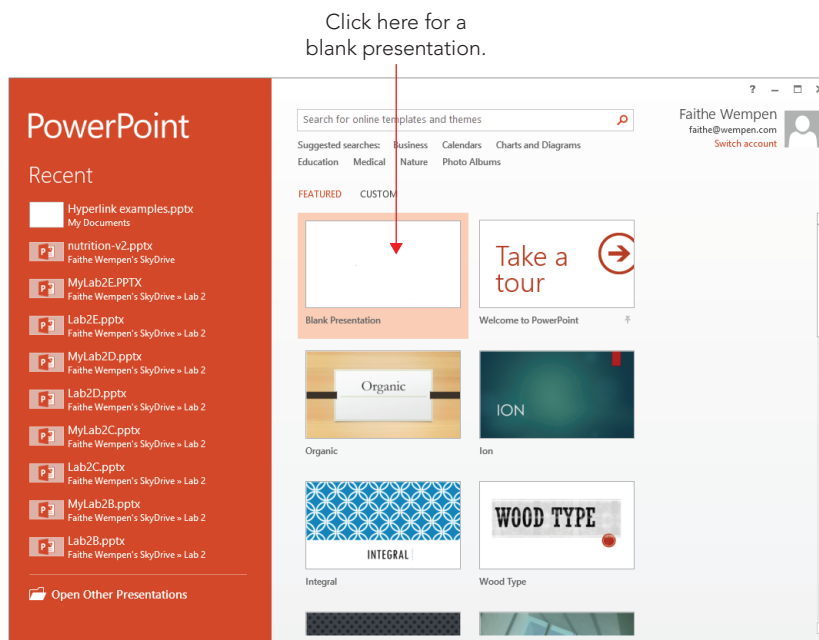 Click here for a
blank presentation.
? – □ X
PowerPoint
Recent
Hyperlink examples.pptx
My Documents
nutrition-v2.pptx
Faithe Wempen's SkyDrive
MyLab2E.PPTX
Faithe Wempen's SkyDrive » Lab 2
Lab2E.pptx
Faithe Wempen's SkyDrive » Lab 2
MyLab2D.pptx
Faithe Wempen's SkyDrive » Lab 2
Lab2D.pptx
Faithe Wempen's SkyDrive » Lab 2
MyLab2C.pptx
Faithe Wempen's SkyDrive » Lab 2
Lab2C.pptx
Faithe Wempen's SkyDrive » Lab 2
MyLab2B.pptx
Faithe Wempen's SkyDrive » Lab 2
Lab2B.pptx
Faithe Wempen's SkyDrive » Lab 2
Open Other Presentations
Search for online templates and themes
Suggested searches: Business Calendars Charts and Diagrams
Education Medical Nature Photo Albums
Faithe Wempen
faithe@wempen.com
Switch account
FEATURED CUSTOM
Blank Presentation
Take a
tour
Welcome to PowerPoint
Organic
Organic
ION
Ion
INTEGRAL
Integral
WOOD TYPE
Wood Type